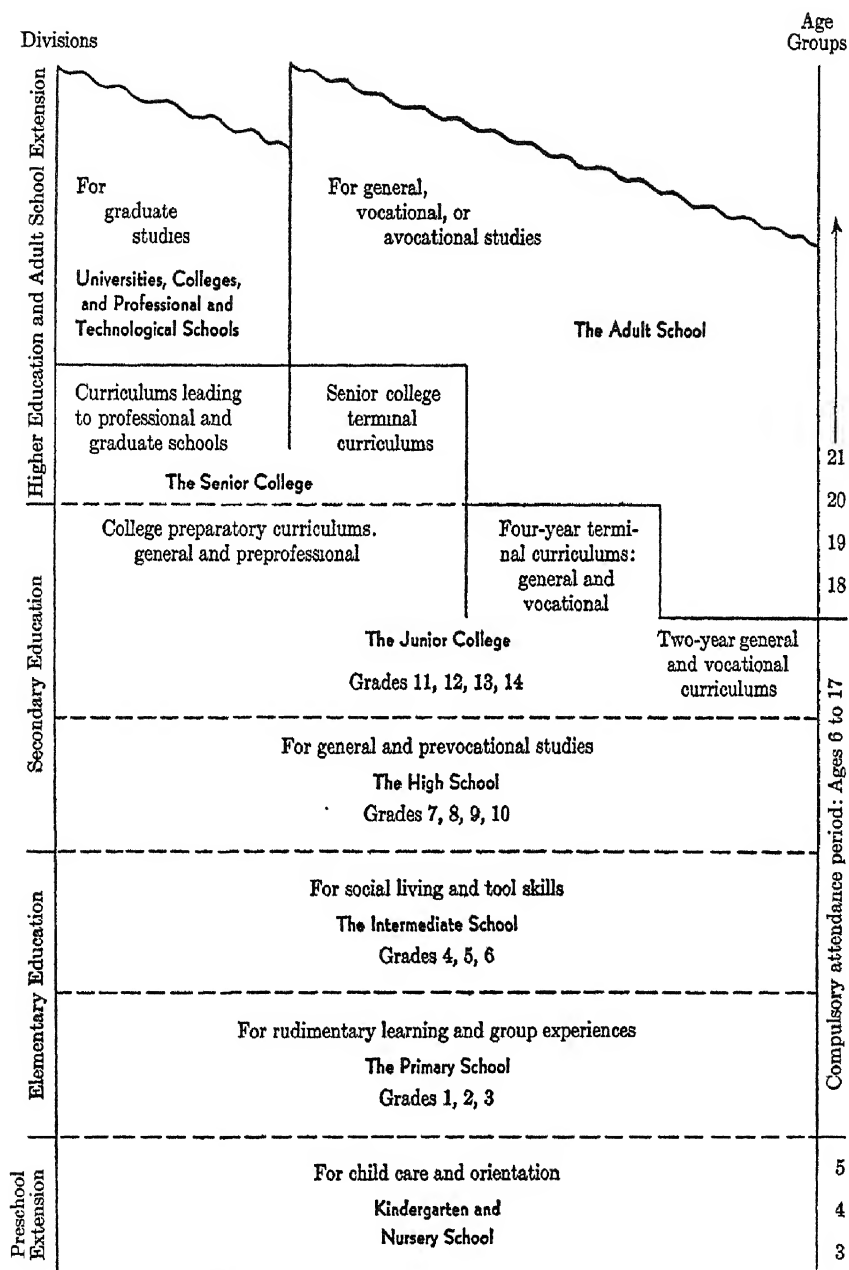 Divisions
Age
Groups
Higher Education and Adult School Extension
For
graduate
studies
Universities, Colleges,
and Professional and
Technological Schools
For general,
vocational, or
avocational studies
The Adult School
Curriculums leading
to professional and
graduate schools
Senior college
terminal
curriculums
The Senior College
21
20
19
18
Secondary Education
College preparatory curriculums.
general and preprofessional
Four-year termi-
nal curriculums:
general and
vocational
The Junior College
Grades 11, 12, 13, 14
Two-year general
and vocational
curriculums
For general and prevocational studies
The High School
Grades 7, 8, 9, 10
Compulsory attendance period: Ages 6 to 17
Elementary Education
For social living and tool skills
The Intermediate School
Grades 4, 5, 6
For rudimentary learning and group experiences
The Primary School
Grades 1, 2, 3
Preschool
Extension
For child care and orientation
Kindergarten and
Nursery School
5
4
3